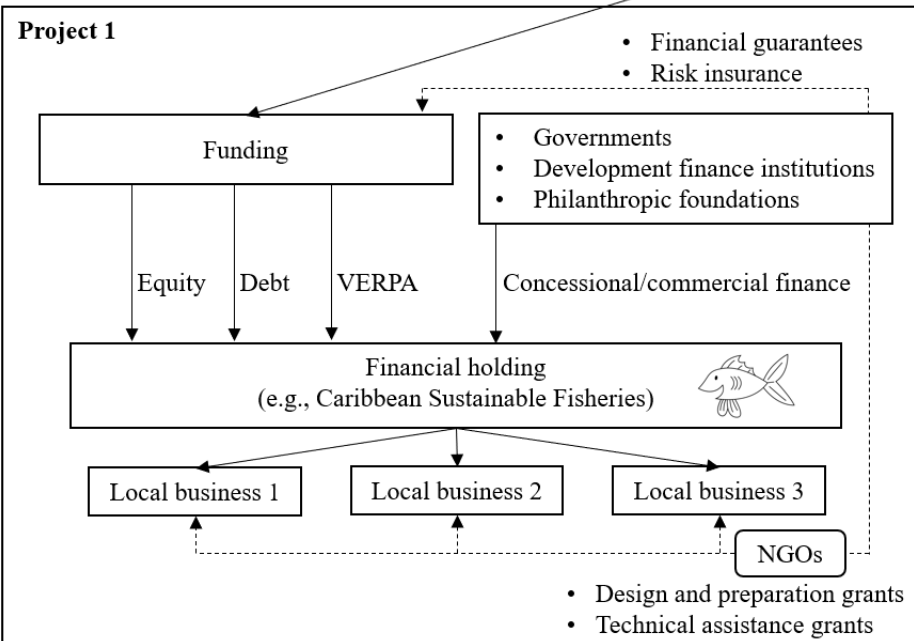 Project 1
• Financial guarantees
• Risk insurance
Funding
• Governments
• Development finance institutions
• Philanthropic foundations
Equity
Debt
VERPA
Concessional/commercial finance
Financial holding
(e.g., Caribbean Sustainable Fisheries)
Local business 1
Local business 2
Local business 3
NGOs
• Design and preparation grants
• Technical assistance grants